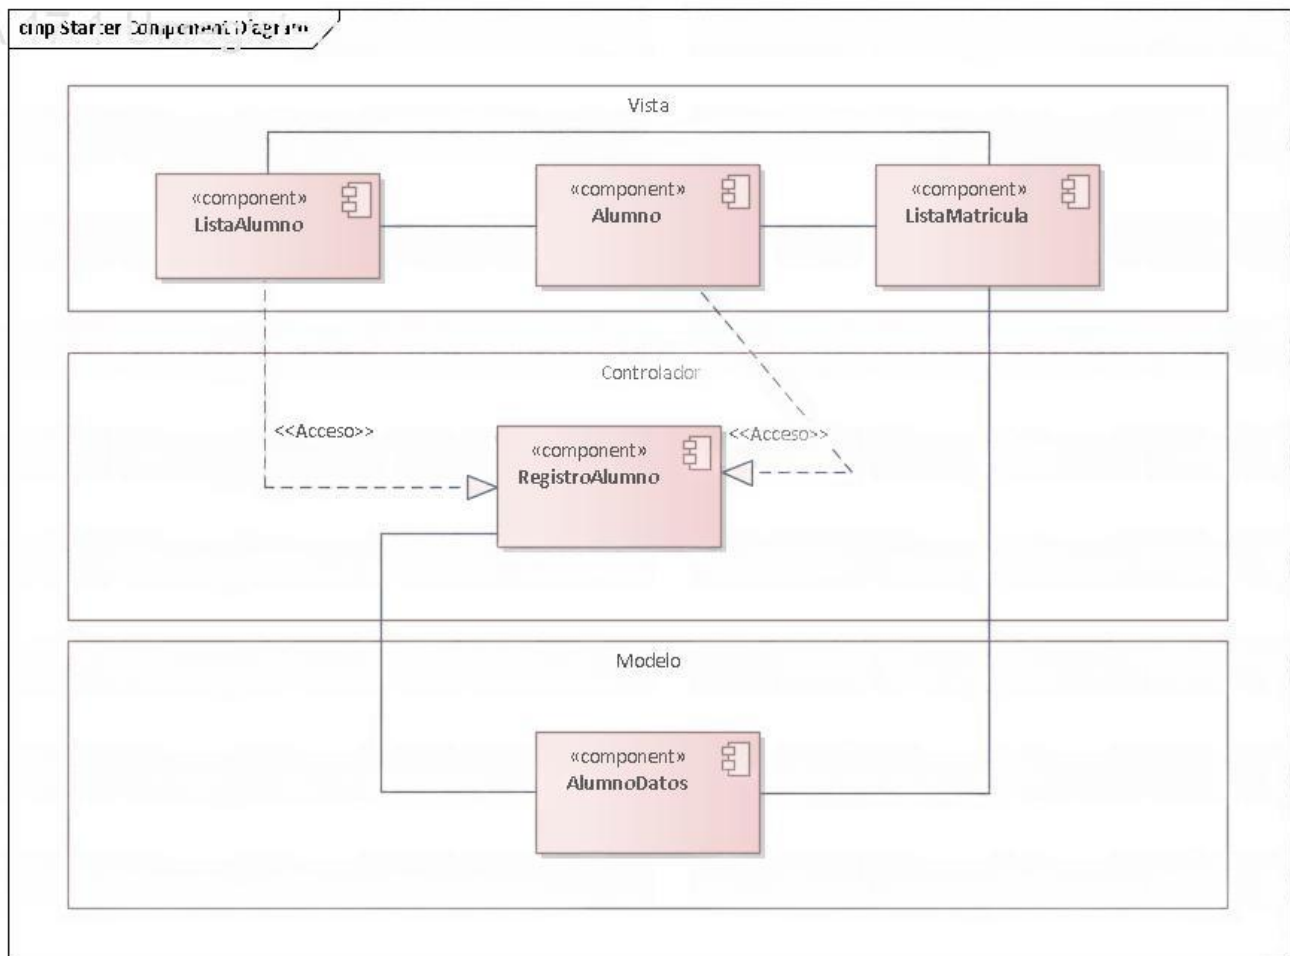 cmp Starter Component Diagram
Vista
«component»
ListaAlumno
«component»
Alumno
«component»
ListaMatricula
Controlador
<<Acceso>>
«component»
RegistroAlumno
<<Acceso>>
Modelo
«component»
AlumnoDatos